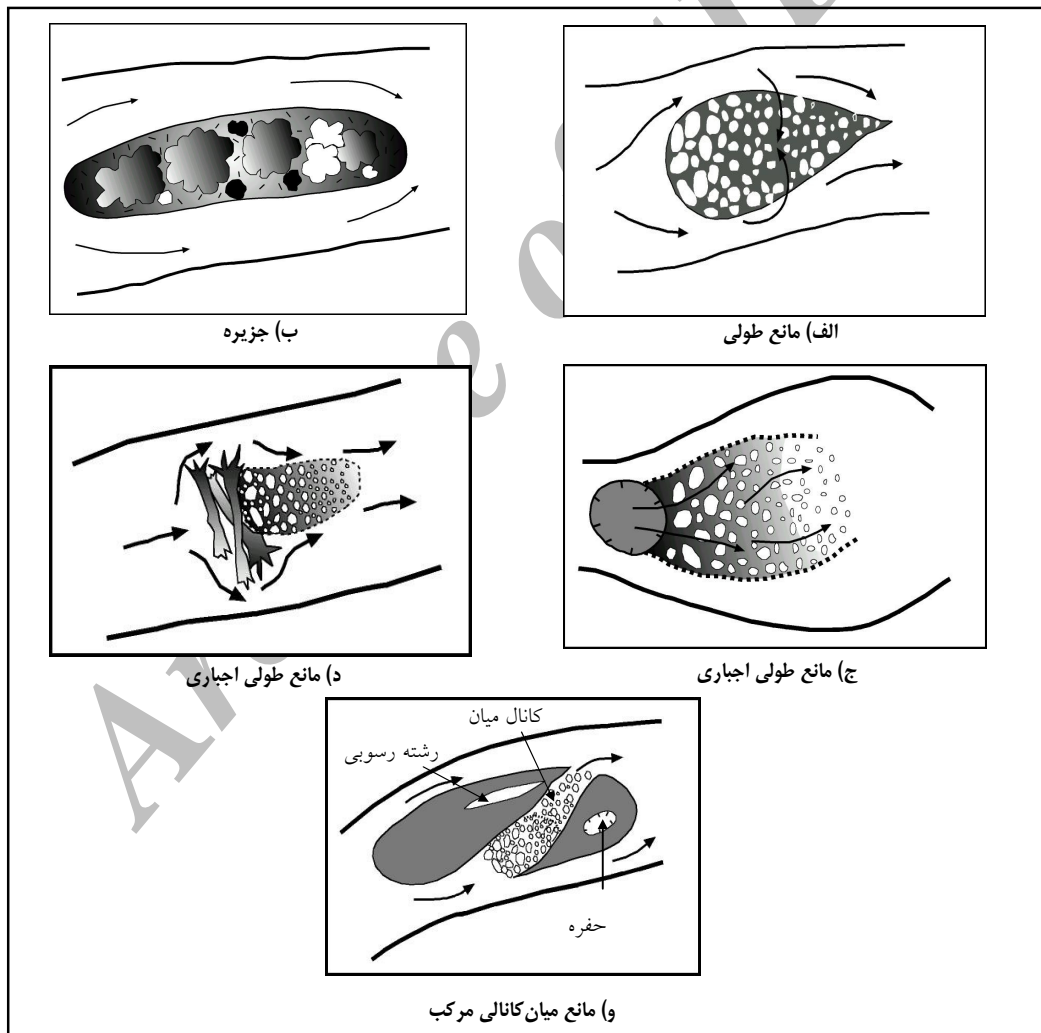 الف) مانع طولی
ب) جزیره
ج) مانع طولی اجباری
د) مانع طولی اجباری
کانال میان
رشته رسوبی
حفره
و) مانع میان‌کانالی مرکب